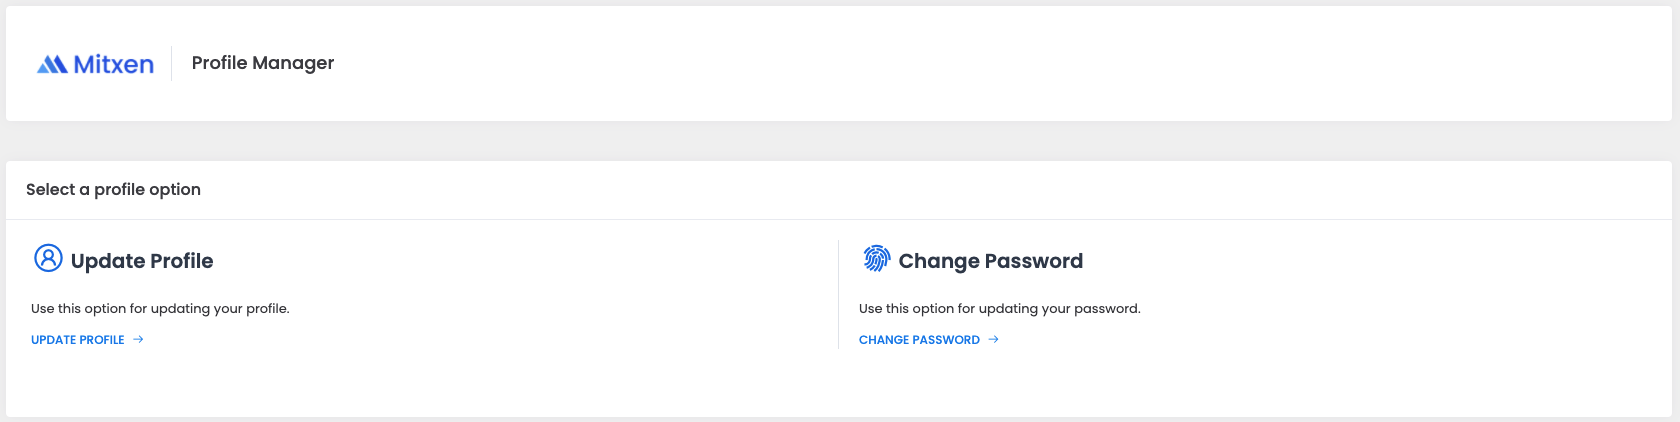 Mitxen
Profile Manager
Select a profile option
Update Profile
Use this option for updating your profile.
UPDATE PROFILE
Change Password
Use this option for updating your password.
CHANGE PASSWORD